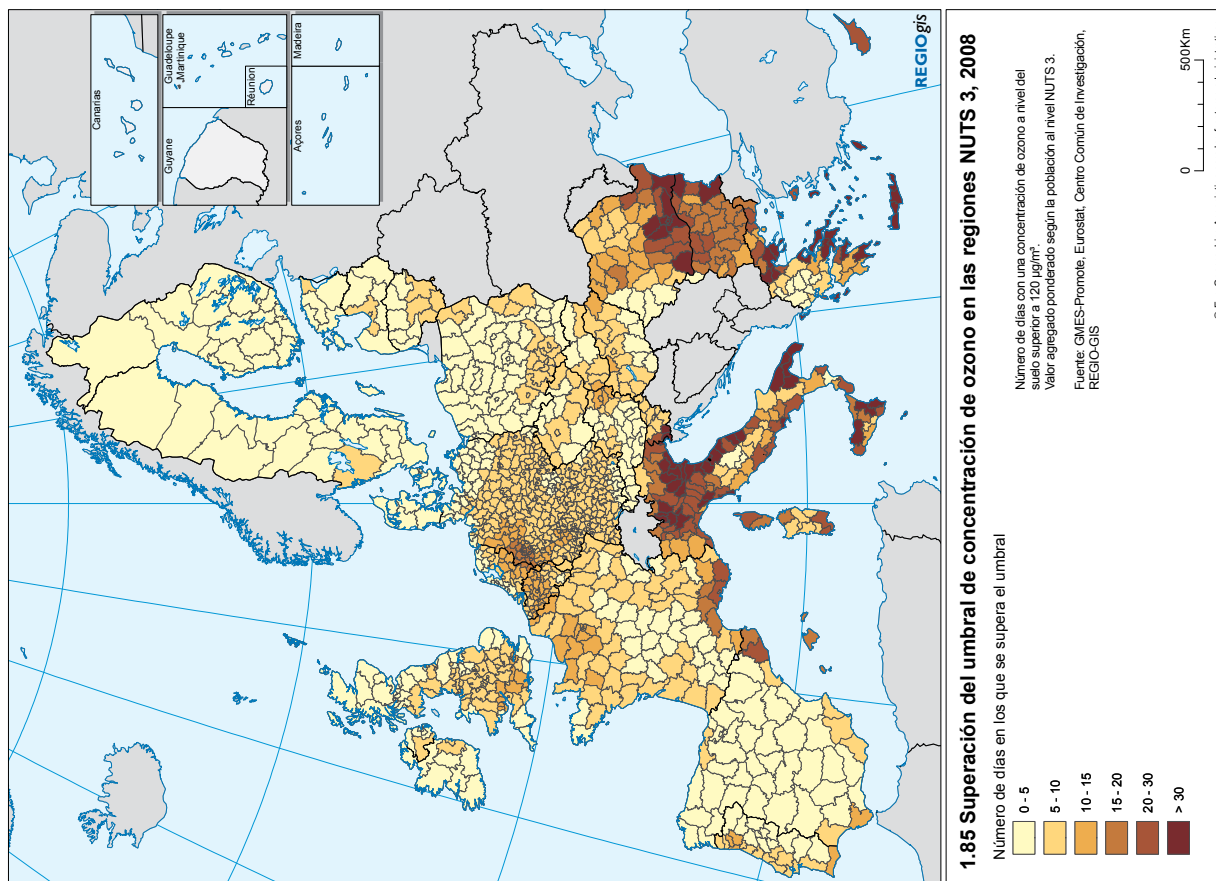 Canarias
Guyane
Guadeloupe
Martinique
Réunion
Açores
Madeira
REGIOgis
1.85 Superación del umbral de concentración de ozono en las regiones NUTS 3, 2008
Número de días en los que se supera el umbral
0 - 5
5 - 10
10 - 15
15 - 20
20 - 30
> 30
Número de días con una concentración de ozono a nivel del
suelo superior a 120 µg/m³.
Valor agregado ponderado según la población al nivel NUTS 3.
Fuente: GMES-Promote, Eurostat, Centro Común de Investigación,
REGIO-GIS
0 500Km